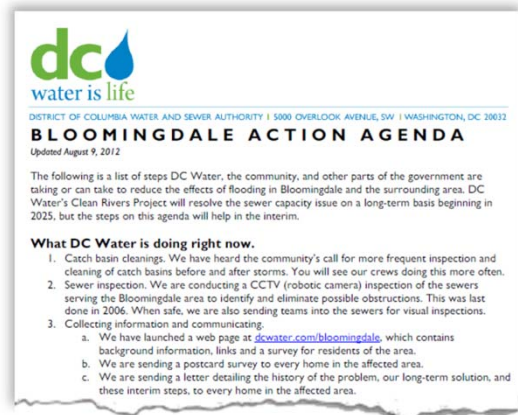 dc
water is life
DISTRICT OF COLUMBIA WATER AND SEWER AUTHORITY | 5000 OVERLOOK AVENUE, SW | WASHINGTON, DC 20032
BLOOMINGDALE ACTION AGENDA
Updated August 9, 2012
The following is a list of steps DC Water, the community, and other parts of the government are
taking or can take to reduce the effects of flooding in Bloomingdale and the surrounding area. DC
Water's Clean Rivers Project will resolve the sewer capacity issue on a long-term basis beginning in
2025, but the steps on this agenda will help in the interim.
What DC Water is doing right now.
1. Catch basin cleanings. We have heard the community's call for more frequent inspection and
cleaning of catch basins before and after storms. You will see our crews doing this more often.
2. Sewer inspection. We are conducting a CCTV (robotic camera) inspection of the sewers
serving the Bloomingdale area to identify and eliminate possible obstructions. This was last
done in 2006. When safe, we are also sending teams into the sewers for visual inspections.
3. Collecting information and communicating.
a. We have launched a web page at dcwater.com/bloomingdale, which contains
background information, links and a survey for residents of the area.
b. We are sending a postcard survey to every home in the affected area.
c. We are sending a letter detailing the history of the problem, our long-term solution, and
these interim steps, to every home in the affected area.